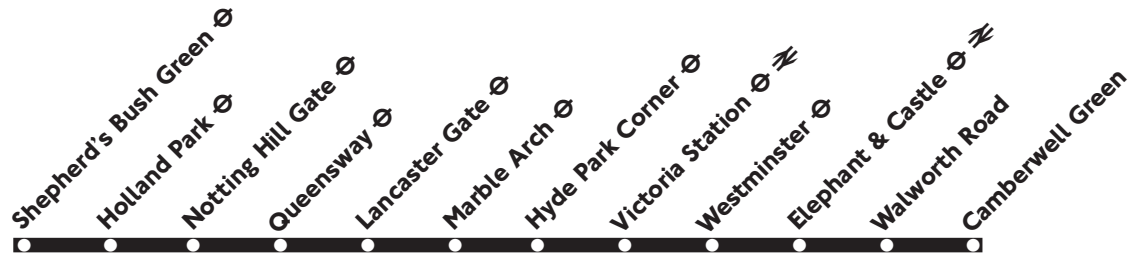 Shepherd's Bush Green
Holland Park
Notting Hill Gate
Queensway
Lancaster Gate
Marble Arch
Hyde Park Corner
Victoria Station
Westminster
Elephant & Castle
Walworth Road
Camberwell Green